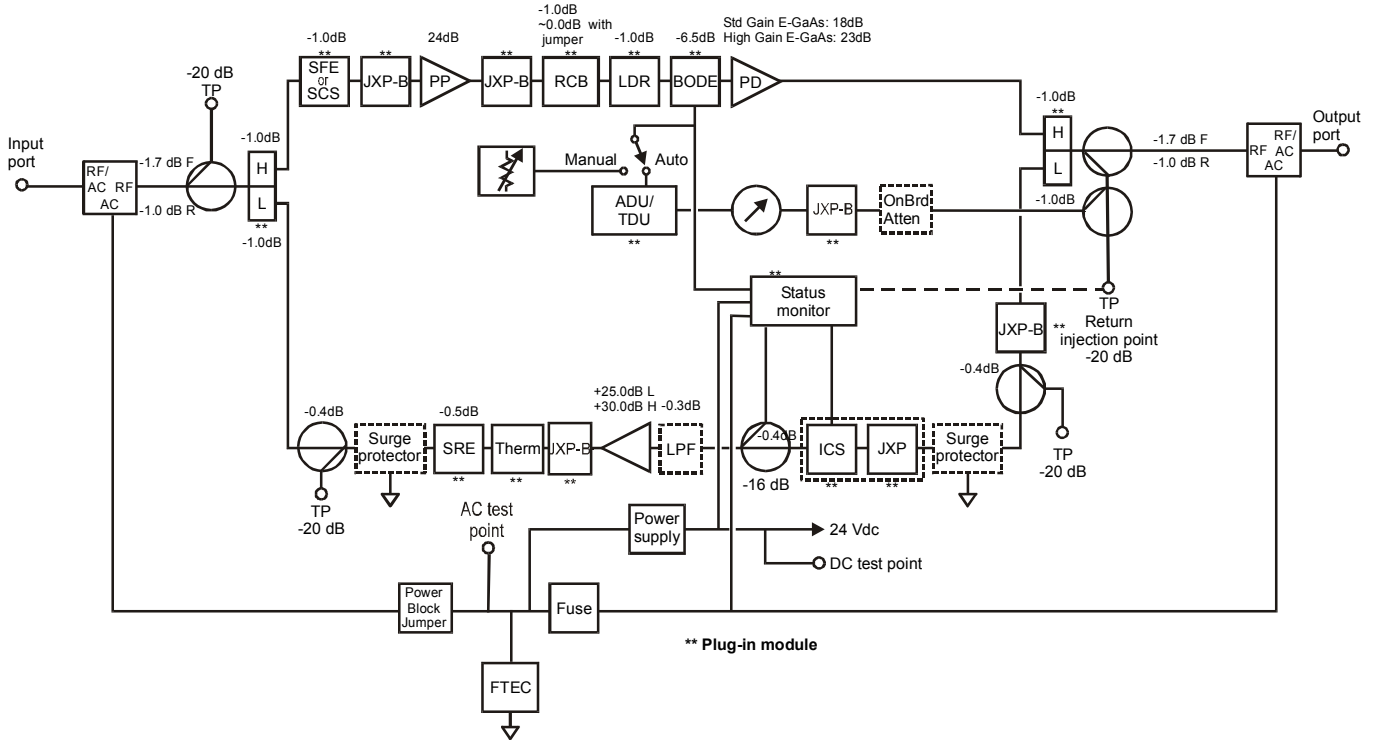 -1.0dB
~0.0dB with
jumper
Std Gain E-GaAs: 18dB
High Gain E-GaAs: 23dB
-1.0dB
**
24dB
-1.0dB
-6.5dB
SFE
or
SCS
**
JXP-B
PP
**
JXP-B
**
RCB
**
LDR
**
BODE
PD
-20 dB
TP
Input
port
RF/
AC RF
AC
-1.7 dB F
-1.0 dB R
-1.0dB
H
L
**
-1.0dB
-1.0dB
**
H
L
-1.7 dB F
-1.0 dB R
RF/
RF AC
AC
Output
port
Manual
Auto
ADU/
TDU
**
JXP-B
**
OnBrd
Atten
-1.0dB
**
Status
monitor
TP
Return
injection point
-20 dB
JXP-B
**
-0.4dB
TP
-20 dB
-0.4dB
TP
-20 dB
Surge
protector
-0.5dB
SRE
**
Therm
**
JXP-B
**
+25.0dB L
+30.0dB H
-0.3dB
LPF
-0.4dB
-16 dB
ICS
**
JXP
**
Surge
protector
AC test
point
Power
supply
24 Vdc
DC test point
Power
Block
Jumper
Fuse
** Plug-in module
FTEC